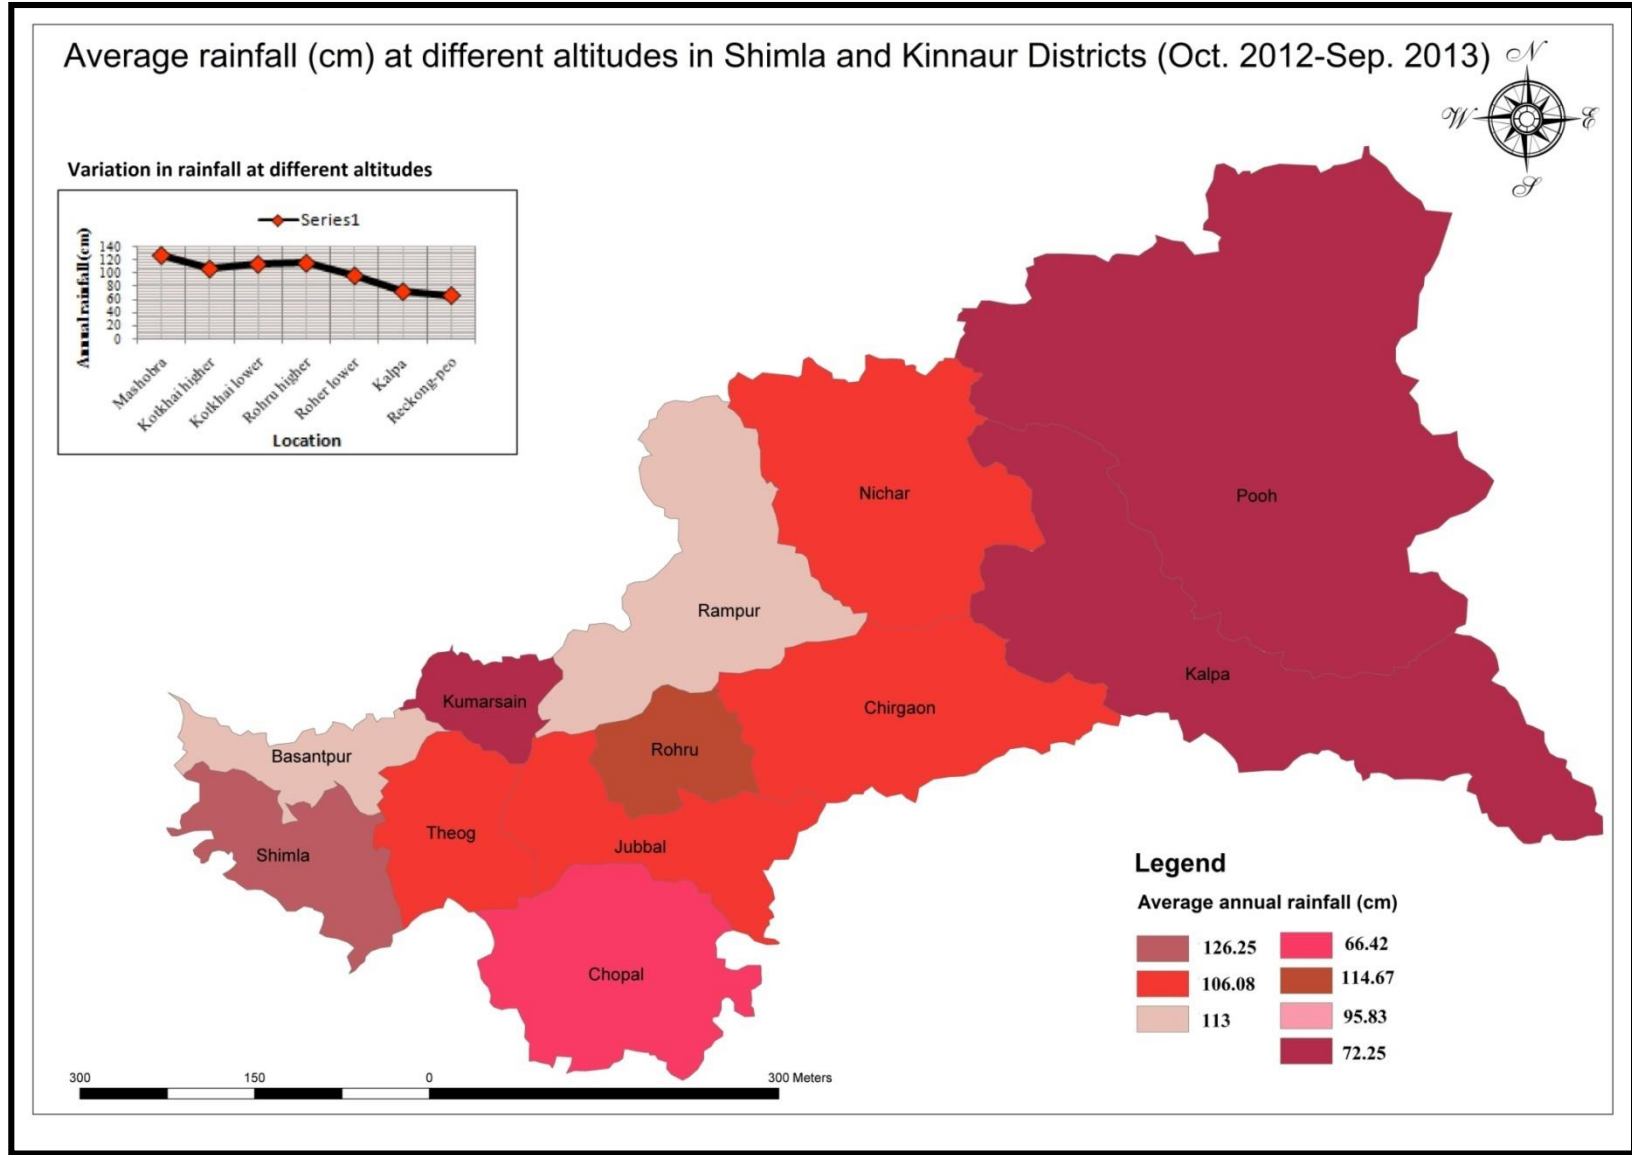 Average rainfall (cm) at different altitudes in Shimla and Kinnaur Districts (Oct. 2012-Sep. 2013)
N
W
E
S
Variation in rainfall at different altitudes
Series1
Annual rainfall(cm)
140
120
100
80
60
40
20
0
Mashobra
Kotkhai higher
Kotkhai lower
Rohru higher
Roher lower
Kalpa
Reckong-peo
Location
Nichar
Pooh
Rampur
Kalpa
Kumarsain
Chirgaon
Basantpur
Rohru
Theog
Jubbal
Shimla
Chopal
Legend
Average annual rainfall (cm)
126.25
66.42
106.08
114.67
113
95.83
72.25
300
150
0
300 Meters